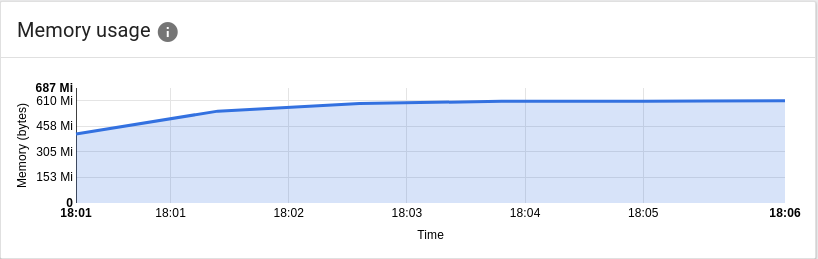 Memory usage
687 Mi
610 Mi
458 Mi
305 Mi
153 Mi
0
Memory (bytes)
18:01 18:01 18:02 18:03 18:04 18:05 18:06
Time